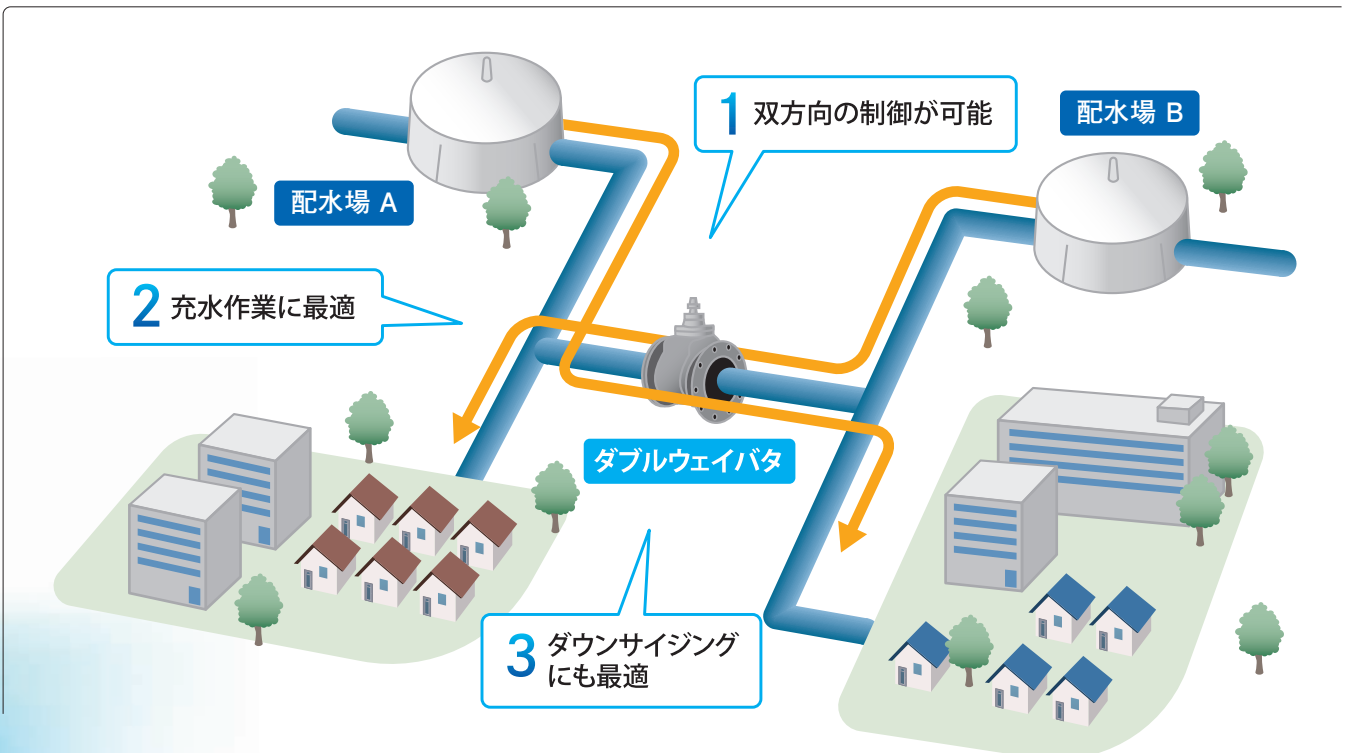 1 双方向の制御が可能
配水場 B
配水場 A
2 充水作業に最適
ダブルウェイバタ
3 ダウンサイジング
にも最適